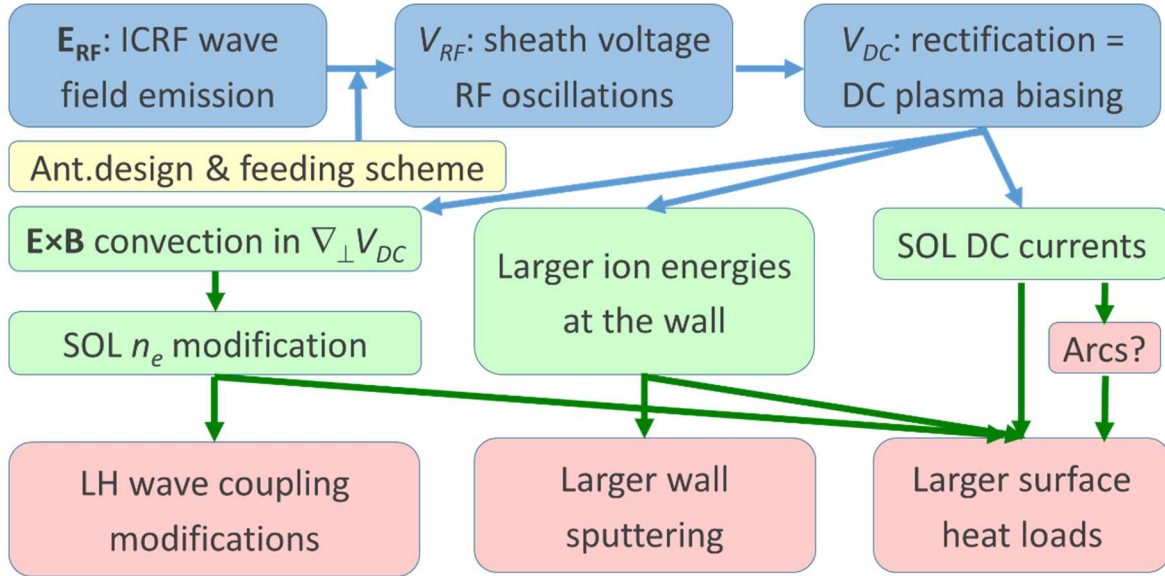 E_RF: ICRF wave
field emission
V_RF: sheath voltage
RF oscillations
V_DC: rectification =
DC plasma biasing
Ant.design & feeding scheme
E×B convection in ∇⊥V_DC
SOL n_e modification
Larger ion energies
at the wall
SOL DC currents
Arcs?
LH wave coupling
modifications
Larger wall
sputtering
Larger surface
heat loads